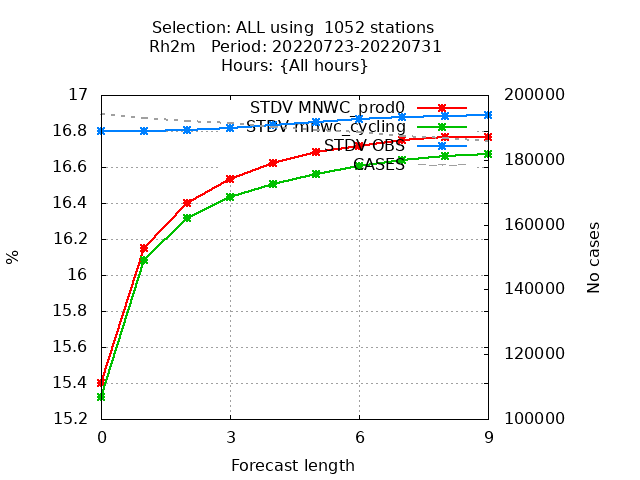 Selection: ALL using  1052 stations
Rh2m   Period: 20220723-20220731
Hours: {All hours}
17
16.8
16.6
16.4
16.2
16
15.8
15.6
15.4
15.2
%
200000
180000
160000
140000
120000
100000
No cases
STDV MNWC_prod0
STDV mnwc_cycling
STDV OBS
CASES
0
3
6
9
Forecast length